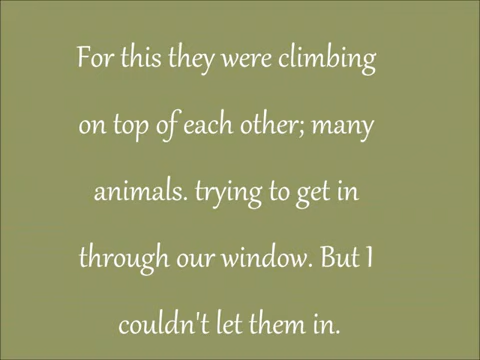 For this they were climbing
on top of each other; many
animals. trying to get in
through our window. But I
couldn't let them in.